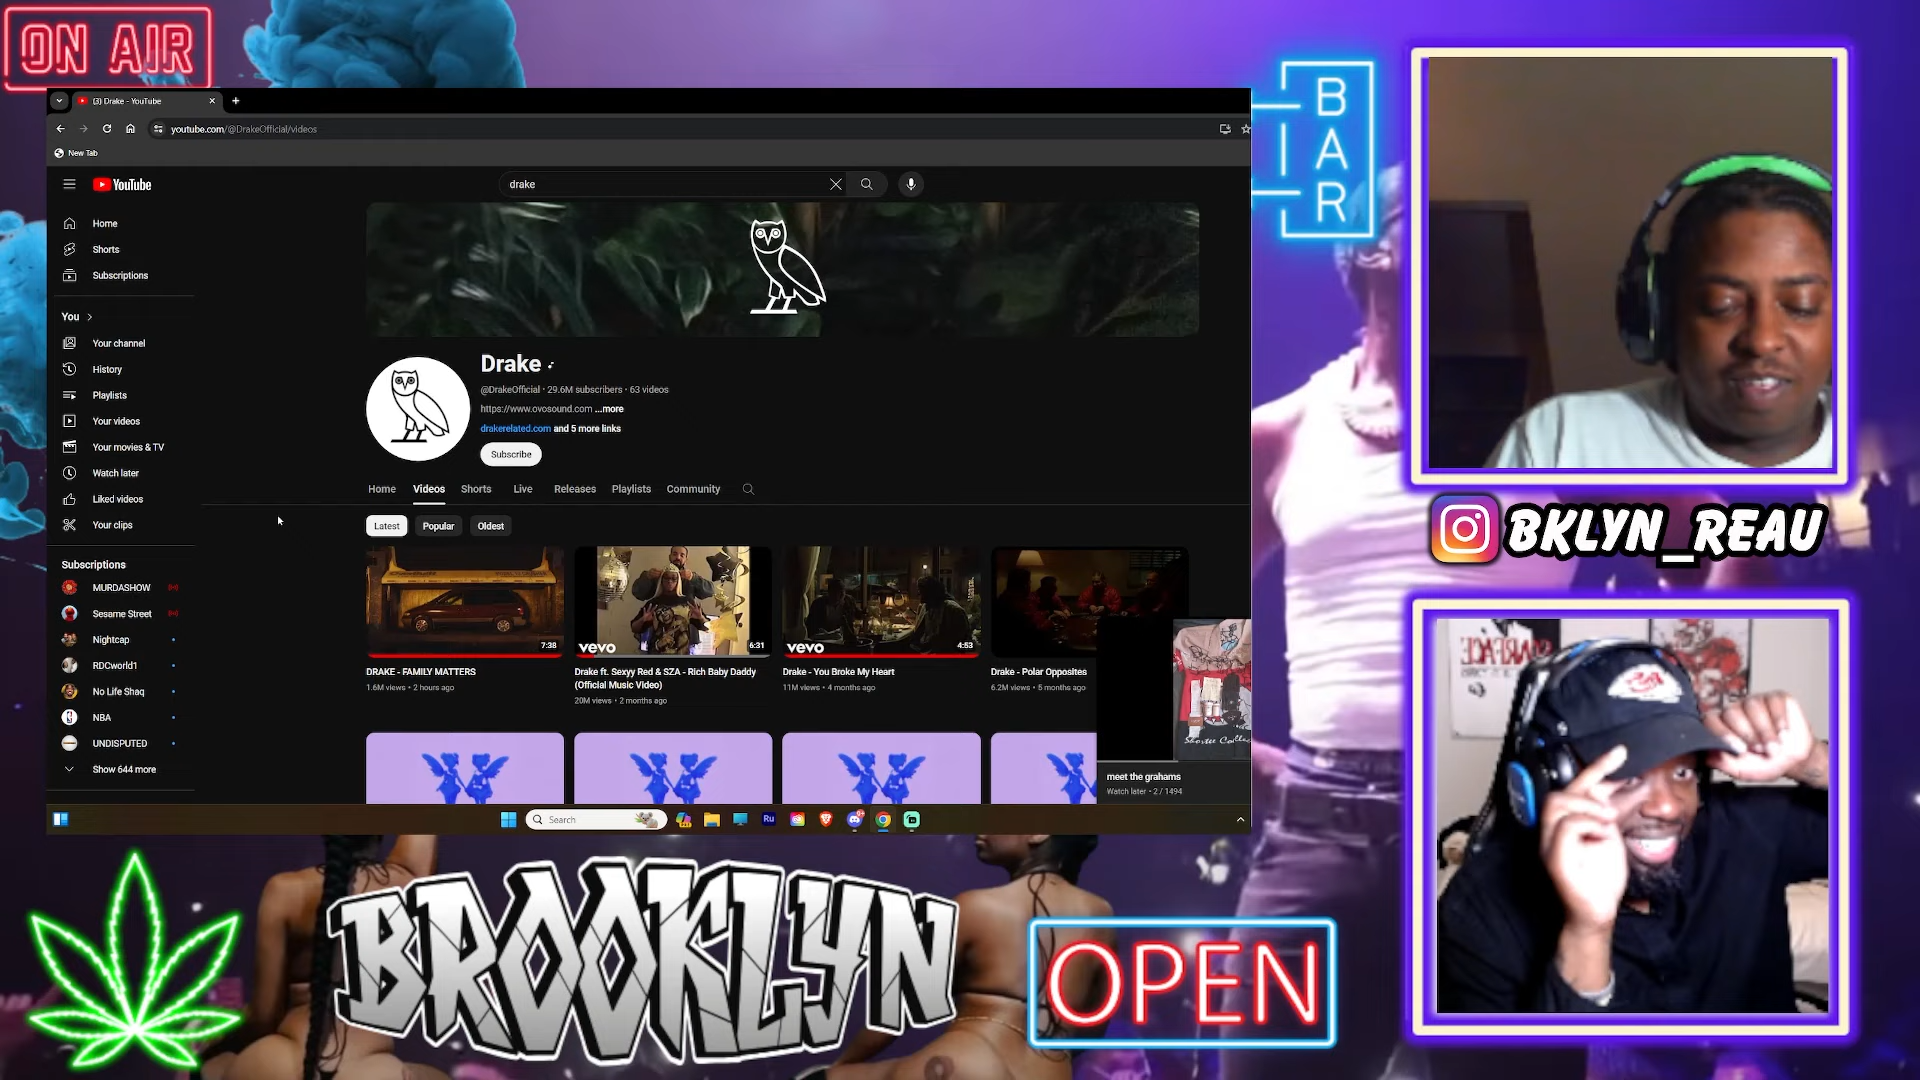 ON AIR
(3) Drake - YouTube
youtube.com/@DrakeOfficial/videos
New Tab
YouTube
drake
Home
Shorts
Subscriptions
You
Your channel
History
Playlists
Your videos
Your movies & TV
Watch later
Liked videos
Your clips
Subscriptions
MURDASHOW
Sesame Street
Nightcap
RDCworld1
No Life Shaq
NBA
UNDISPUTED
Show 644 more
Drake
@DrakeOfficial · 29.6M subscribers · 63 videos
https://www.ovosound.com ...more
drakerelated.com and 5 more links
Subscribe
Home Videos Shorts Live Releases Playlists Community
Latest Popular Oldest
7:38
vevo 6:31
vevo 4:53
DRAKE - FAMILY MATTERS
1.6M views · 2 hours ago
Drake ft. Sexyy Red & SZA - Rich Baby Daddy
(Official Music Video)
20M views · 2 months ago
Drake - You Broke My Heart
11M views · 4 months ago
Drake - Polar Opposites
6.2M views · 5 months ago
meet the grahams
Watch later · 2 / 1494
Search
Ru
BAR
BKLYN_REAU
SCARFACE
BROOKLYN
OPEN